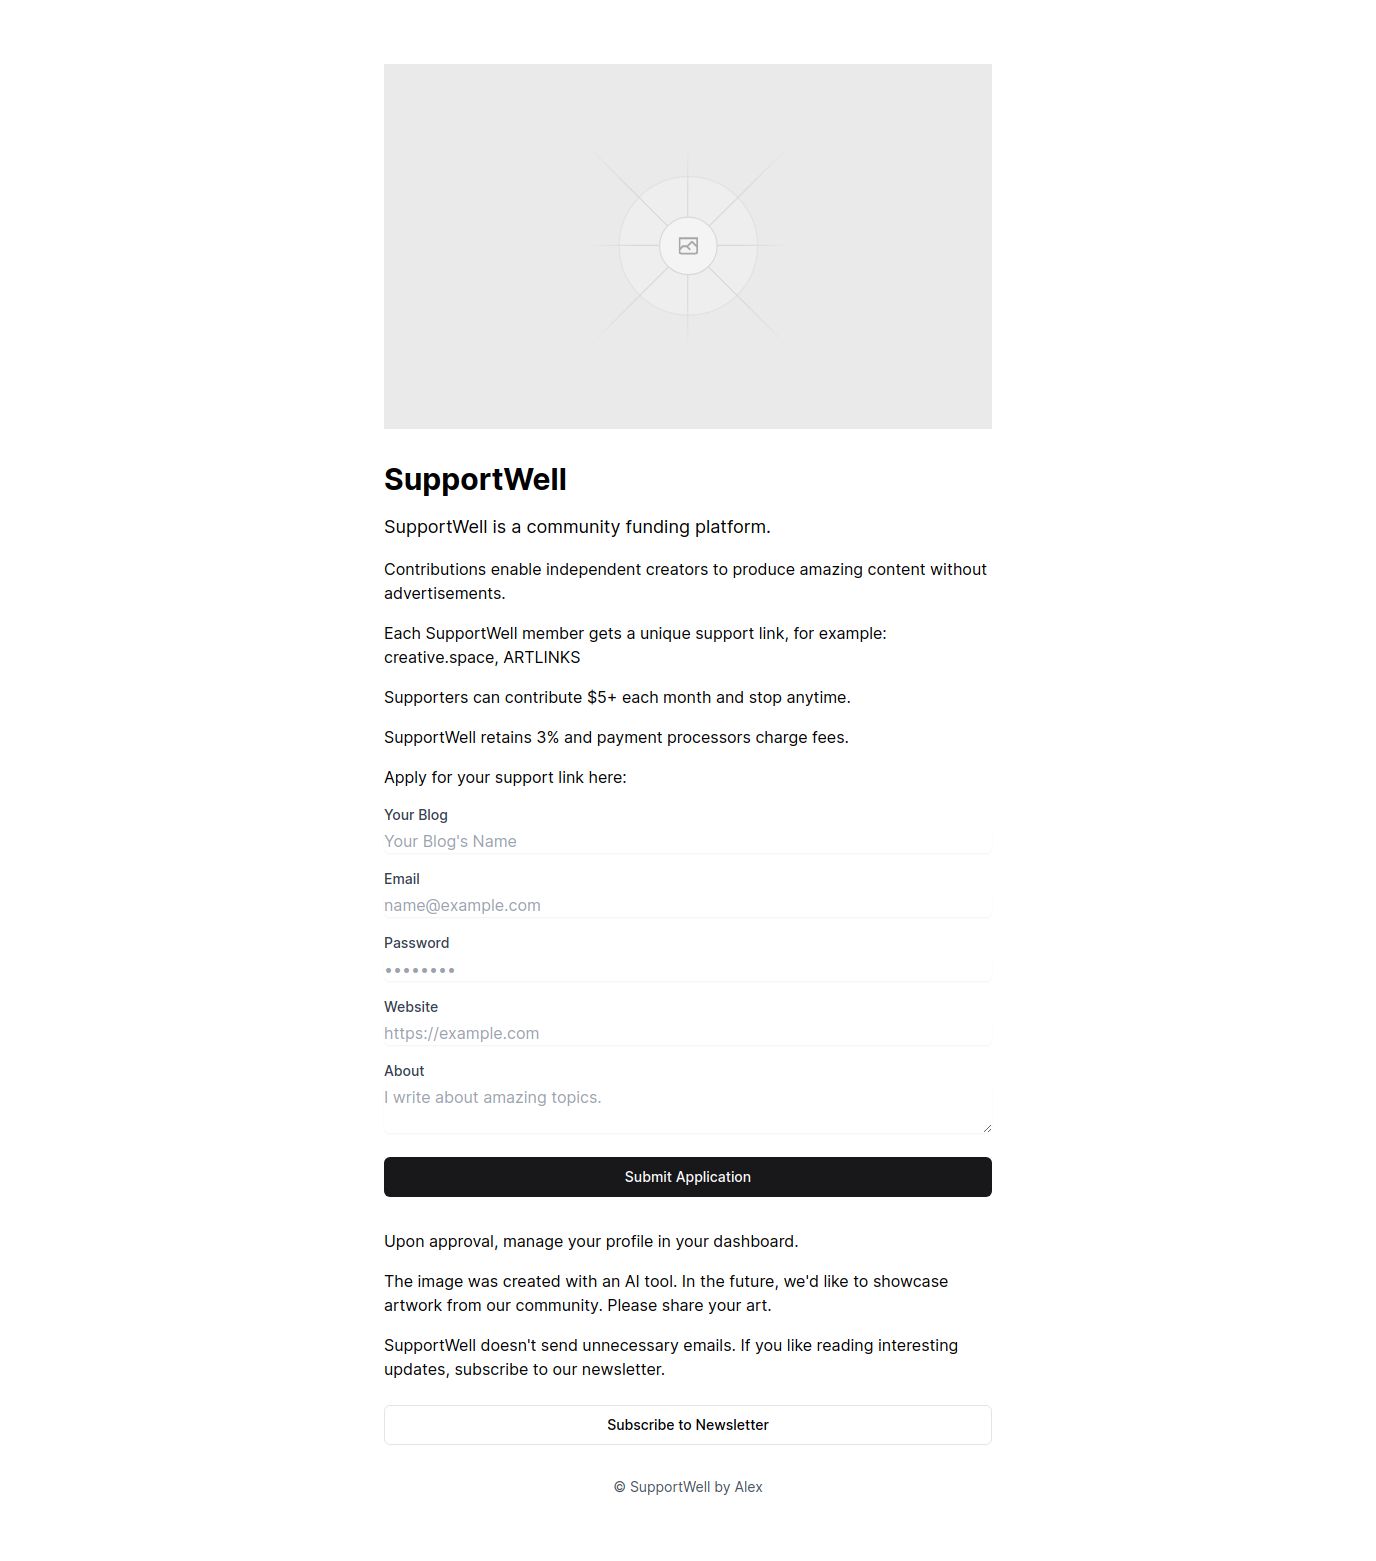 SupportWell
SupportWell is a community funding platform.
Contributions enable independent creators to produce amazing content without
advertisements.
Each SupportWell member gets a unique support link, for example:
creative.space, ARTLINKS
Supporters can contribute $5+ each month and stop anytime.
SupportWell retains 3% and payment processors charge fees.
Apply for your support link here:
Your Blog
Your Blog's Name
Email
name@example.com
Password
••••••••
Website
https://example.com
About
I write about amazing topics.
Submit Application
Upon approval, manage your profile in your dashboard.
The image was created with an AI tool. In the future, we'd like to showcase
artwork from our community. Please share your art.
SupportWell doesn't send unnecessary emails. If you like reading interesting
updates, subscribe to our newsletter.
Subscribe to Newsletter
© SupportWell by Alex